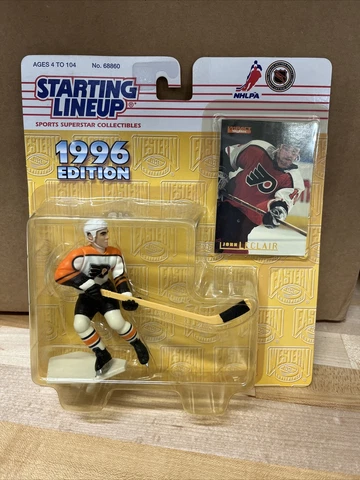 AGES 4 TO 104 No. 68860
STARTING
LINEUP®
SPORTS SUPERSTAR COLLECTIBLES
1996
EDITION
NHLPA
JOHN LECLAIR